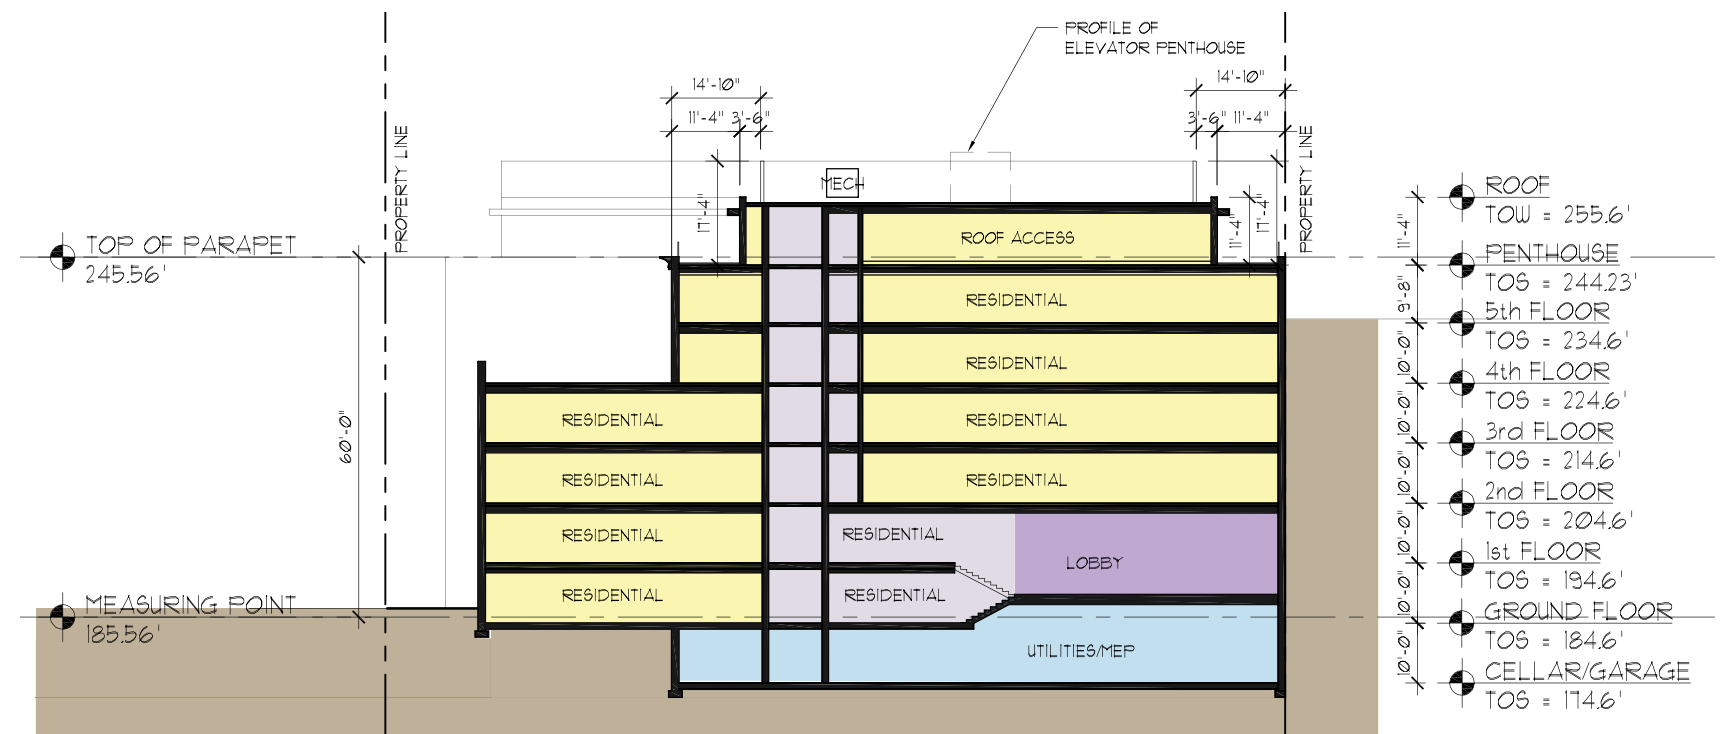 PROFILE OF
ELEVATOR PENTHOUSE
14'-10"
14'-10"
11'-4" 3'-6"
3'-6" 11'-4"
PROPERTY LINE
PROPERTY LINE
MECH
11'-4"
11'-4"
11'-4"
ROOF
TOW = 255.6'
11'-4"
TOP OF PARAPET
245.56'
ROOF ACCESS
PENTHOUSE
TOS = 244.23'
9'-8"
RESIDENTIAL
5th FLOOR
TOS = 234.6'
10'-0"
RESIDENTIAL
4th FLOOR
TOS = 224.6'
10'-0"
60'-0"
RESIDENTIAL
RESIDENTIAL
3rd FLOOR
TOS = 214.6'
10'-0"
RESIDENTIAL
RESIDENTIAL
2nd FLOOR
TOS = 204.6'
10'-0"
RESIDENTIAL
RESIDENTIAL
LOBBY
1st FLOOR
TOS = 194.6'
10'-0"
RESIDENTIAL
RESIDENTIAL
MEASURING POINT
185.56'
GROUND FLOOR
TOS = 184.6'
10'-0"
UTILITIES/MEP
CELLAR/GARAGE
TOS = 174.6'